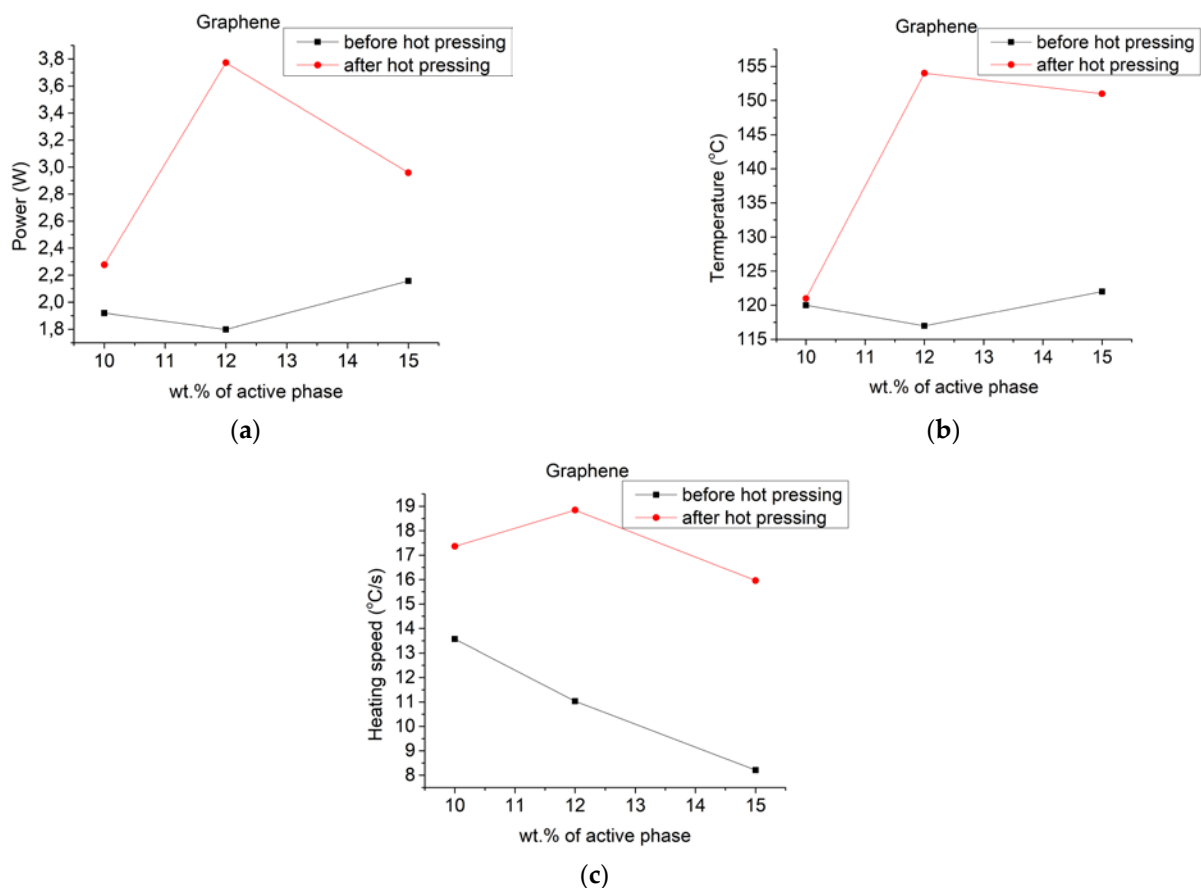 Graphene
before hot pressing
after hot pressing
3,8
3,6
3,4
3,2
3,0
2,8
2,6
2,4
2,2
2,0
1,8
Power (W)
10 11 12 13 14 15
wt.% of active phase
(a)
Graphene
before hot pressing
after hot pressing
155
150
145
140
135
130
125
120
115
Termperature (°C)
10 11 12 13 14 15
wt.% of active phase
(b)
Graphene
before hot pressing
after hot pressing
19
18
17
16
15
14
13
12
11
10
9
8
Heating speed (°C/s)
10 11 12 13 14 15
wt.% of active phase
(c)